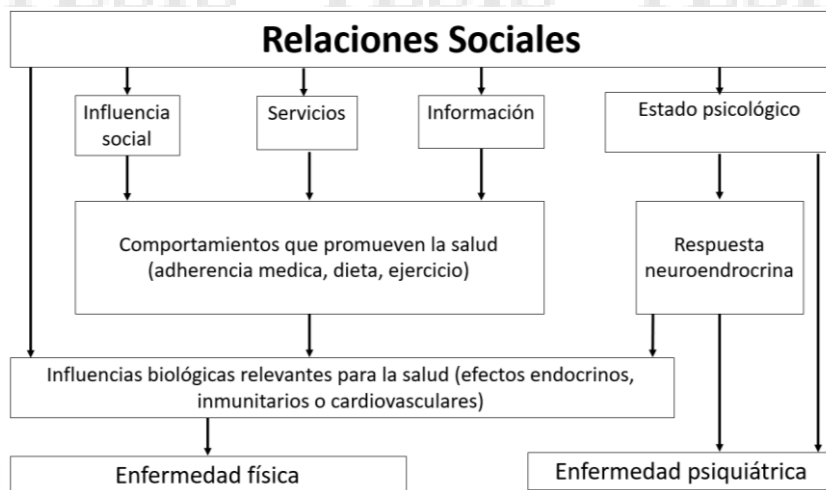 Relaciones Sociales
Influencia
social
Servicios
Información
Estado psicológico
Comportamientos que promueven la salud
(adherencia medica, dieta, ejercicio)
Respuesta
neuroendrocrina
Influencias biológicas relevantes para la salud (efectos endocrinos,
inmunitarios o cardiovasculares)
Enfermedad física
Enfermedad psiquiátrica